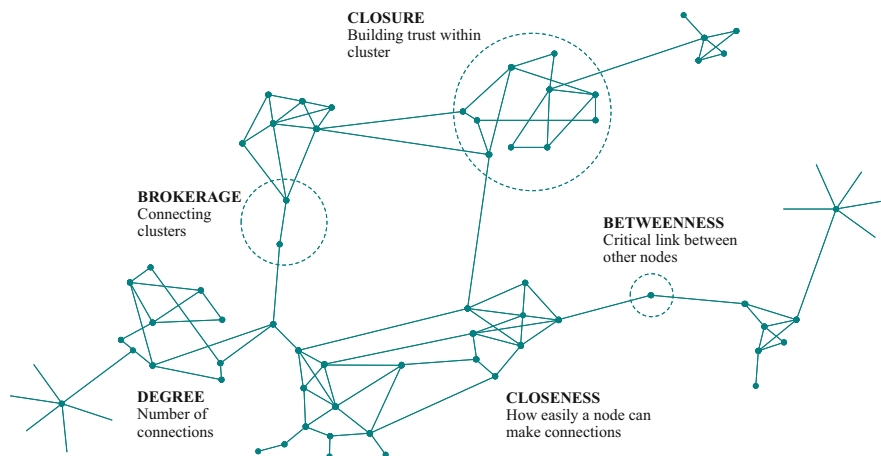 CLOSURE
Building trust within
cluster
BROKERAGE
Connecting
clusters
BETWEENNESS
Critical link between
other nodes
DEGREE
Number of
connections
CLOSENESS
How easily a node can
make connections